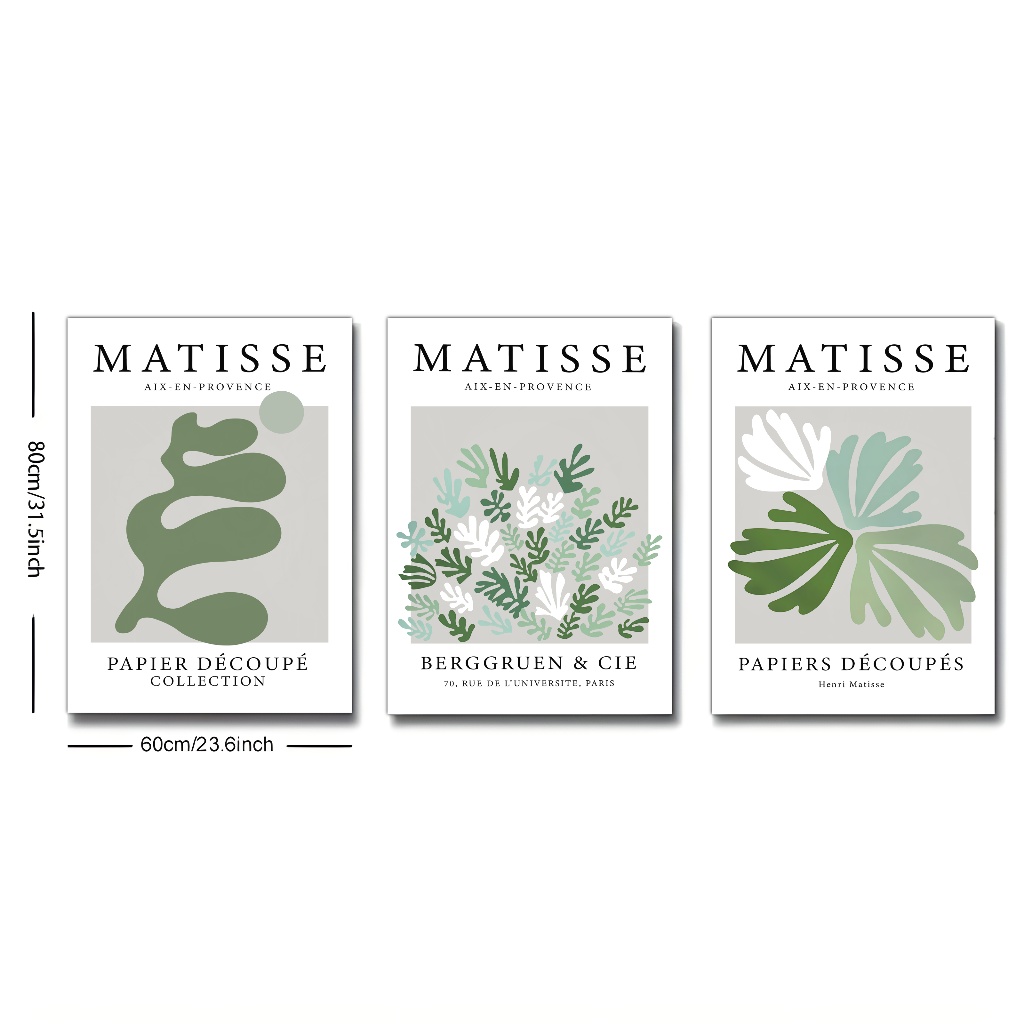 80cm/31.5inch
MATISSE
AIX-EN-PROVENCE
PAPIER DÉCOUPÉ
COLLECTION
60cm/23.6inch
MATISSE
AIX-EN-PROVENCE
BERGGRUEN & CIE
70, RUE DE L'UNIVERSITE, PARIS
MATISSE
AIX-EN-PROVENCE
PAPIERS DÉCOUPÉS
Henri Matisse